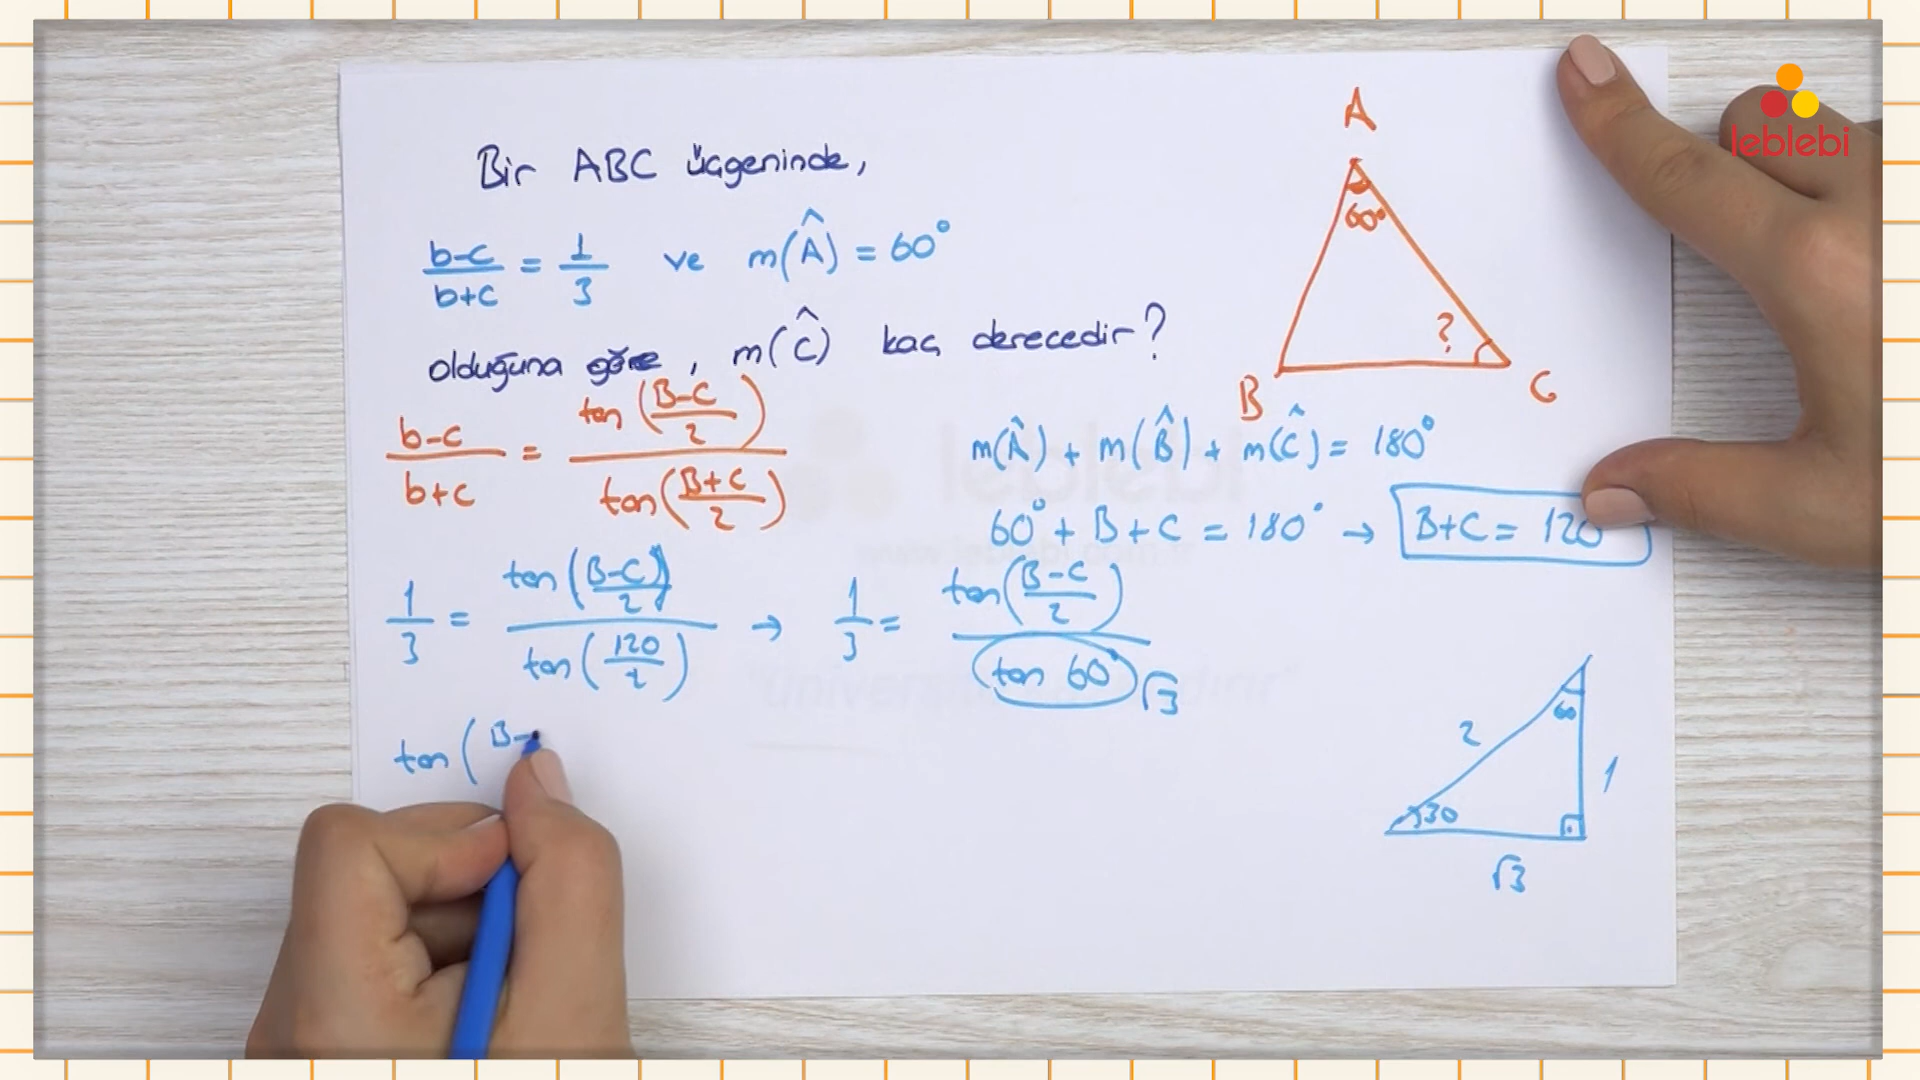 leblebi
Bir ABC üçgeninde,
b-c / b+c = 1/3 ve m(Â) = 60°
olduğuna göre, m(Ĉ) kaç derecedir?
A
60°
?
B
C
b-c / b+c = tan(B-C / 2) / tan(B+C / 2)
m(Â) + m(B̂) + m(Ĉ) = 180°
60° + B + C = 180° → B+C = 120
1/3 = tan(B-C / 2) / tan(120 / 2) → 1/3 = tan(B-C / 2) / tan 60° √3
tan(B-
60
2
1
30
√3